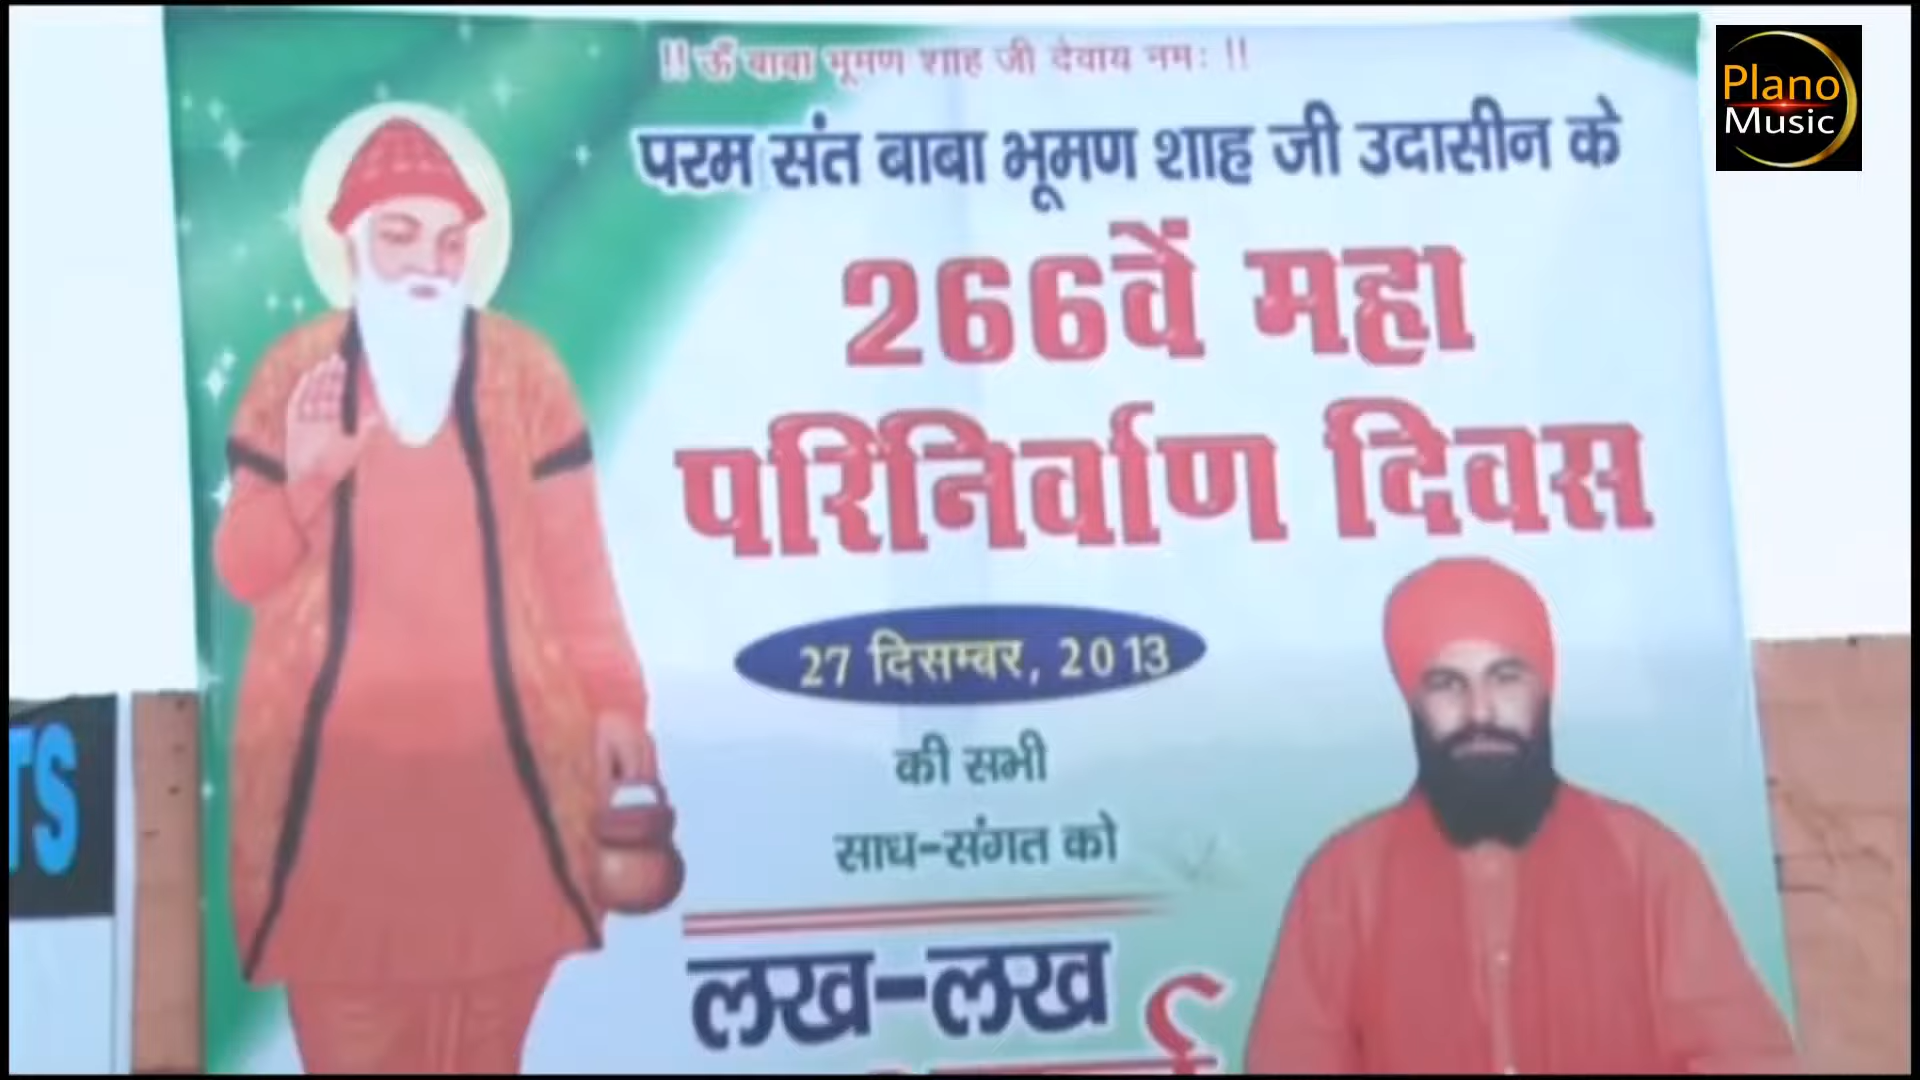 !! ऊँ बाबा भूमण शाह जी देवाय नमः !!
परम संत बाबा भूमण शाह जी उदासीन के
266वें महा
परिनिर्वाण दिवस
27 दिसम्बर, 2013
की सभी
साध-संगत को
लख-लख
TS
Plano
Music